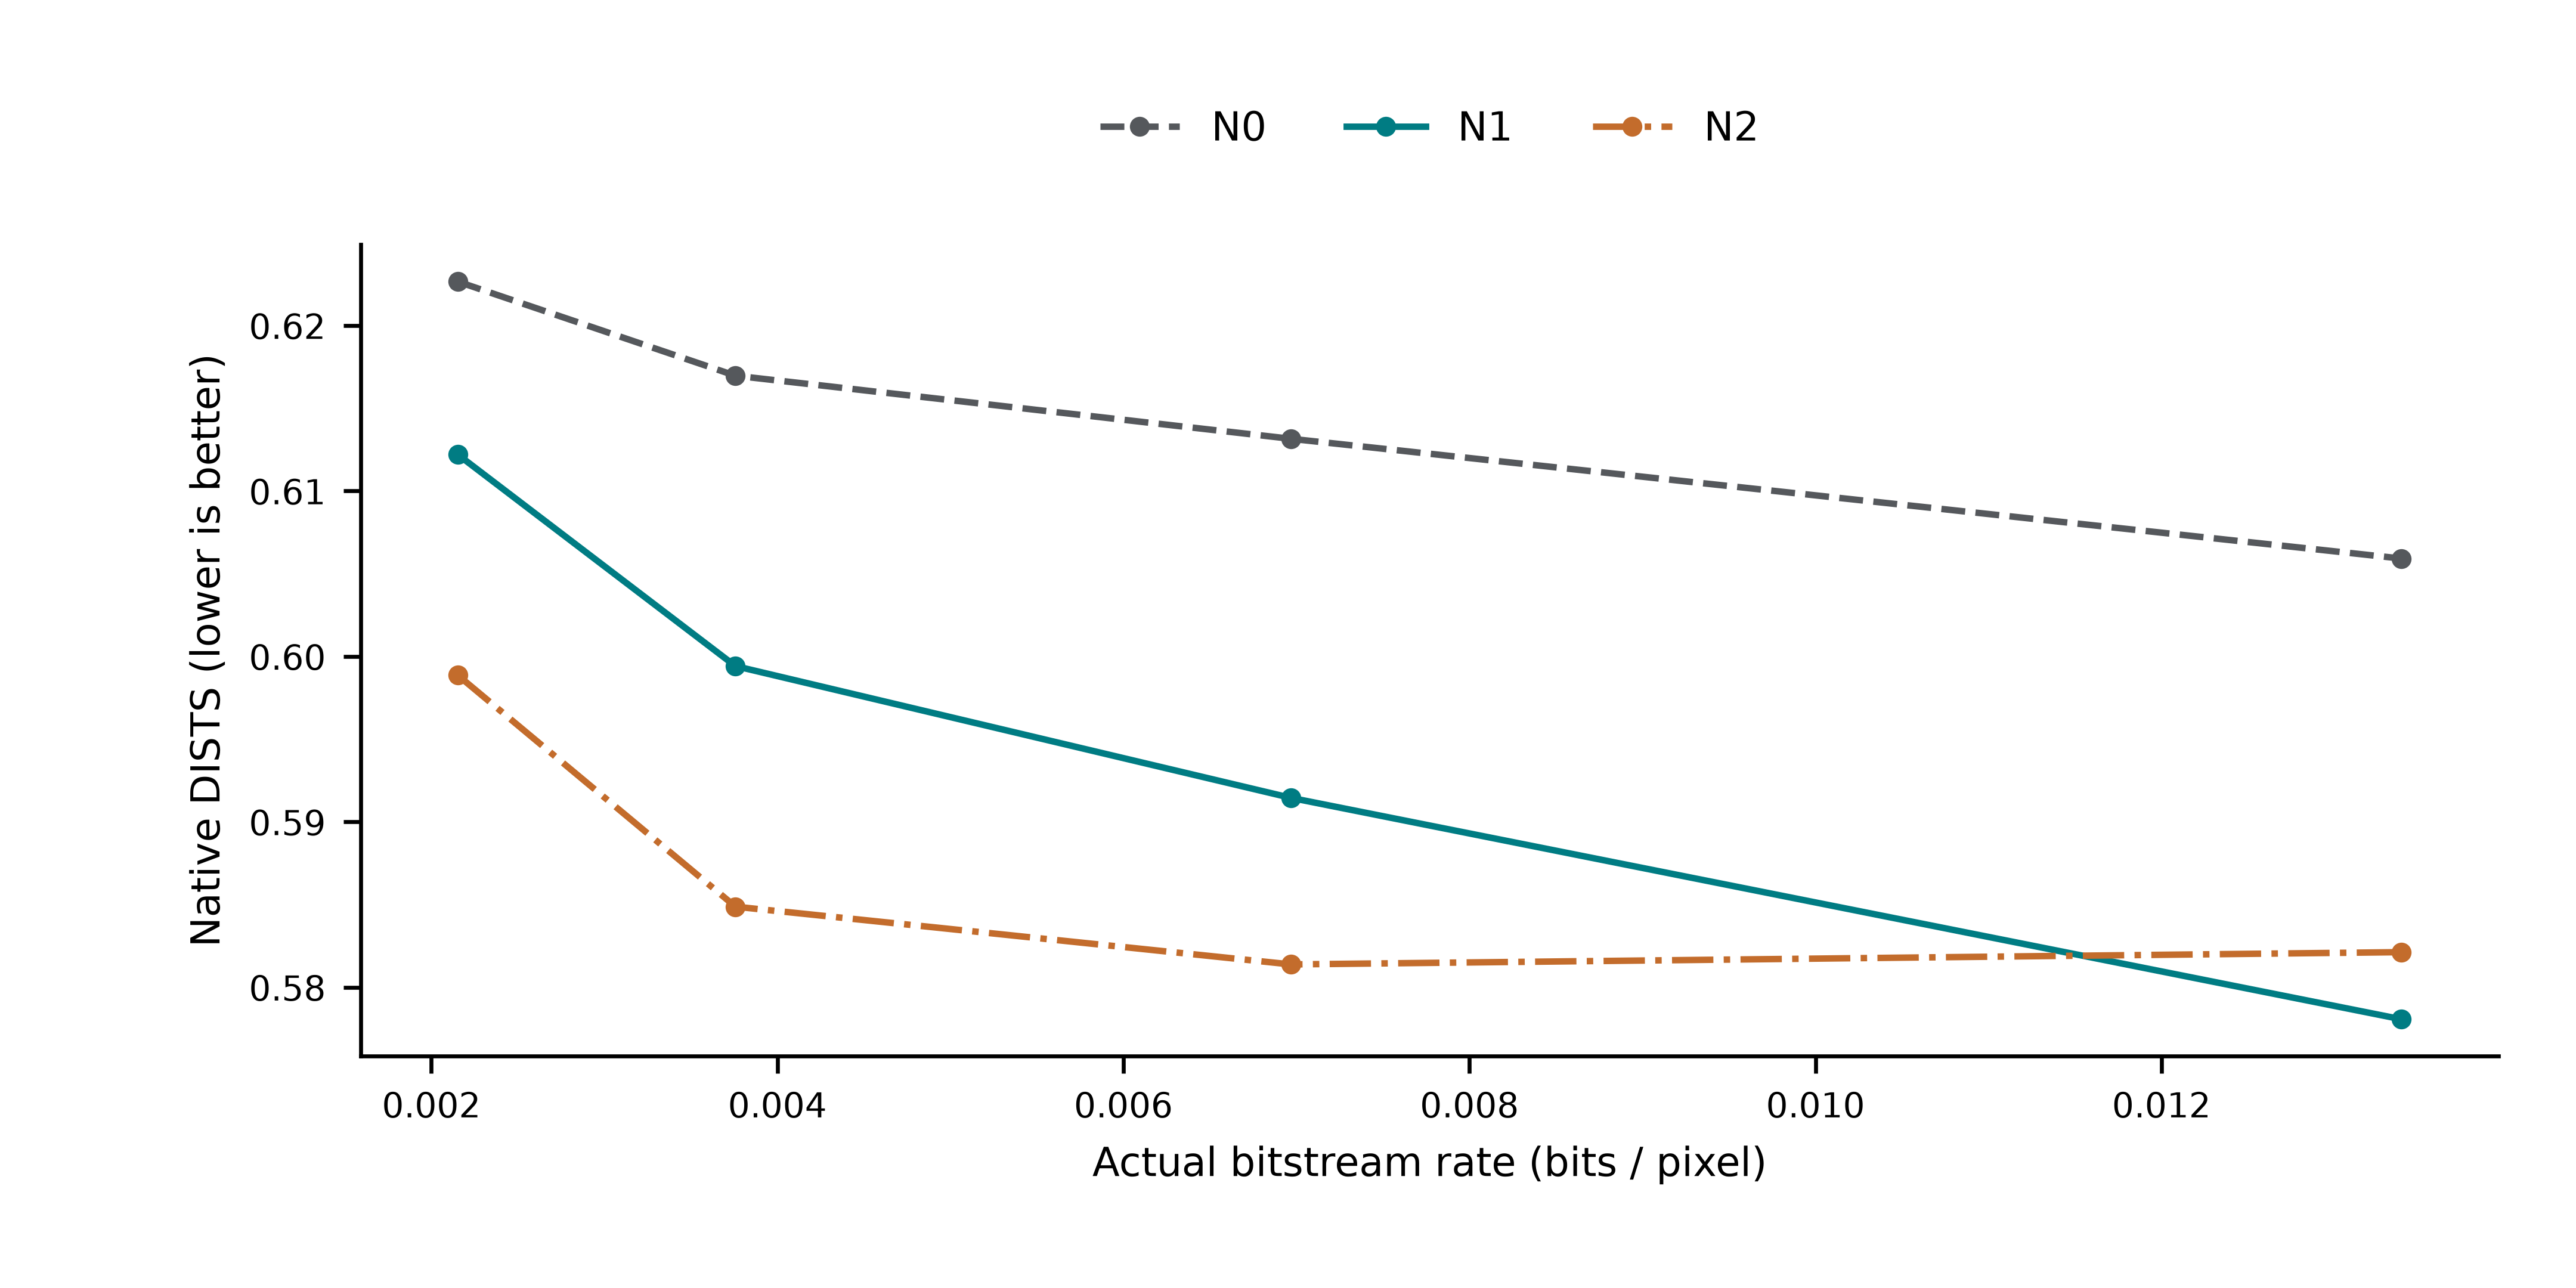 N0 N1 N2
Native DISTS (lower is better)
0.62
0.61
0.60
0.59
0.58
0.002 0.004 0.006 0.008 0.010 0.012
Actual bitstream rate (bits / pixel)